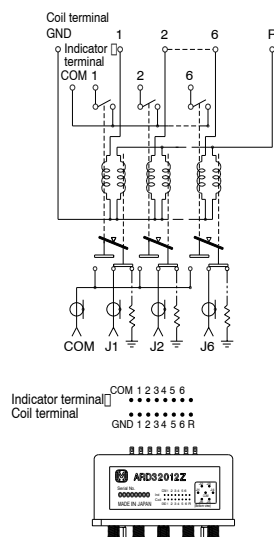 Coil terminal
GND 1 2 6 R
Indicator
terminal
COM 1 2 6
COM J1 J2 J6
Indicator terminal
COM 1 2 3 4 5 6
Coil terminal
GND 1 2 3 4 5 6 R
ARD32012Z
Serial No.
00000000
MADE IN JAPAN